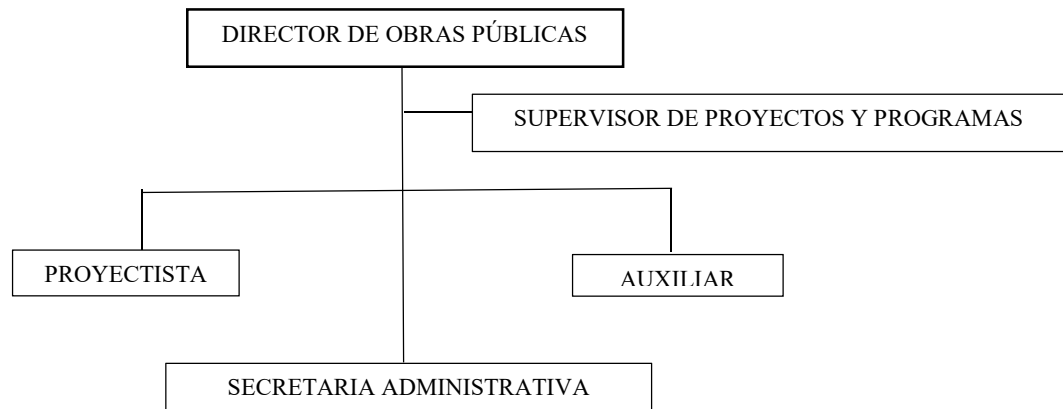 DIRECTOR DE OBRAS PÚBLICAS
SUPERVISOR DE PROYECTOS Y PROGRAMAS
PROYECTISTA
AUXILIAR
SECRETARIA ADMINISTRATIVA